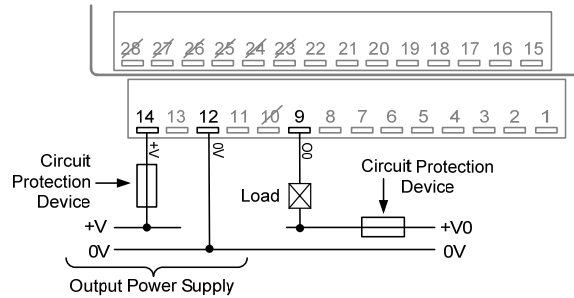 28 27 26 25 24 23 22 21 20 19 18 17 16 15
14 13 12 11 10 9 8 7 6 5 4 3 2 1
+V 0V O0
Circuit
Protection
Device
Circuit Protection
Device
Load
+V +V0
0V 0V
Output Power Supply